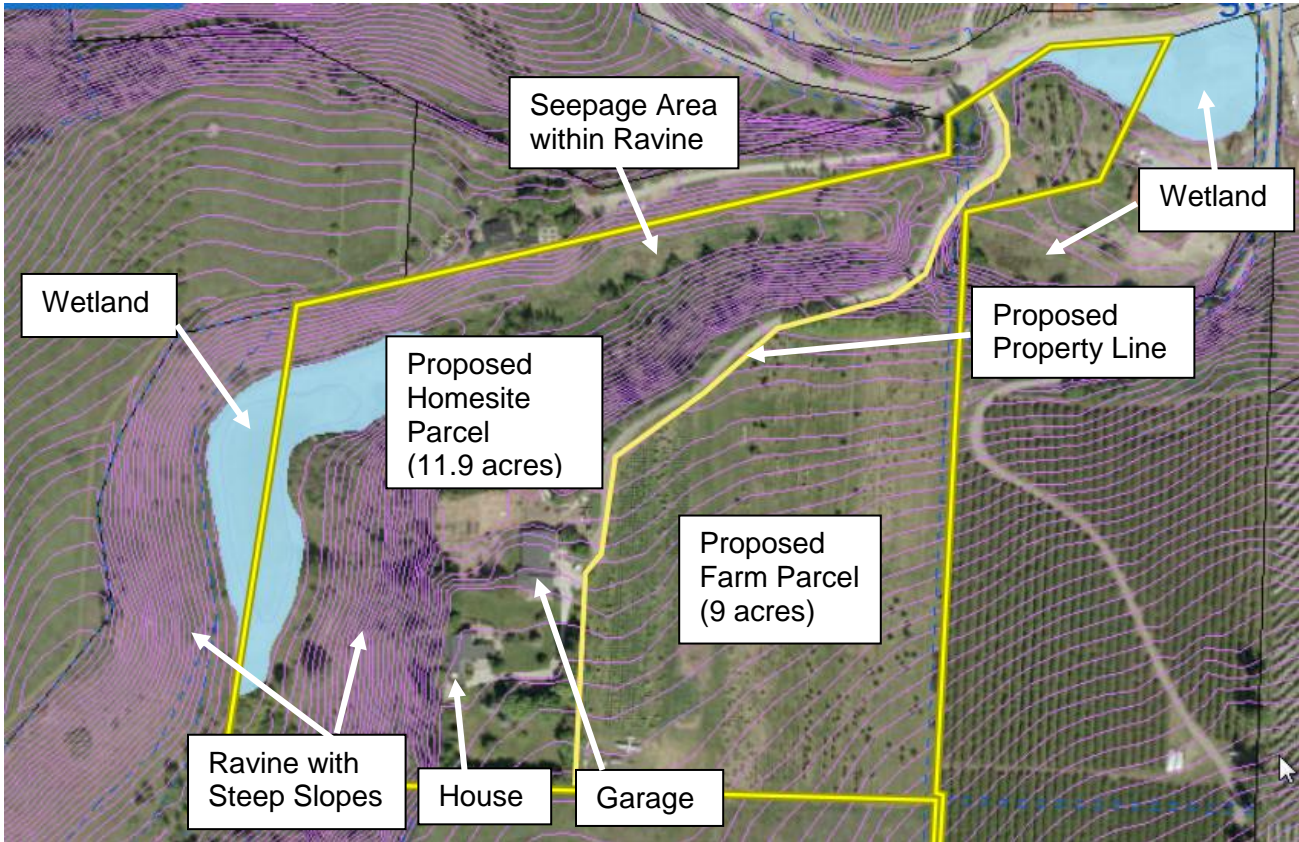 Seepage Area
within Ravine
Wetland
Wetland
Proposed
Property Line
Proposed
Homesite
Parcel
(11.9 acres)
Proposed
Farm Parcel
(9 acres)
Ravine with
Steep Slopes
House
Garage